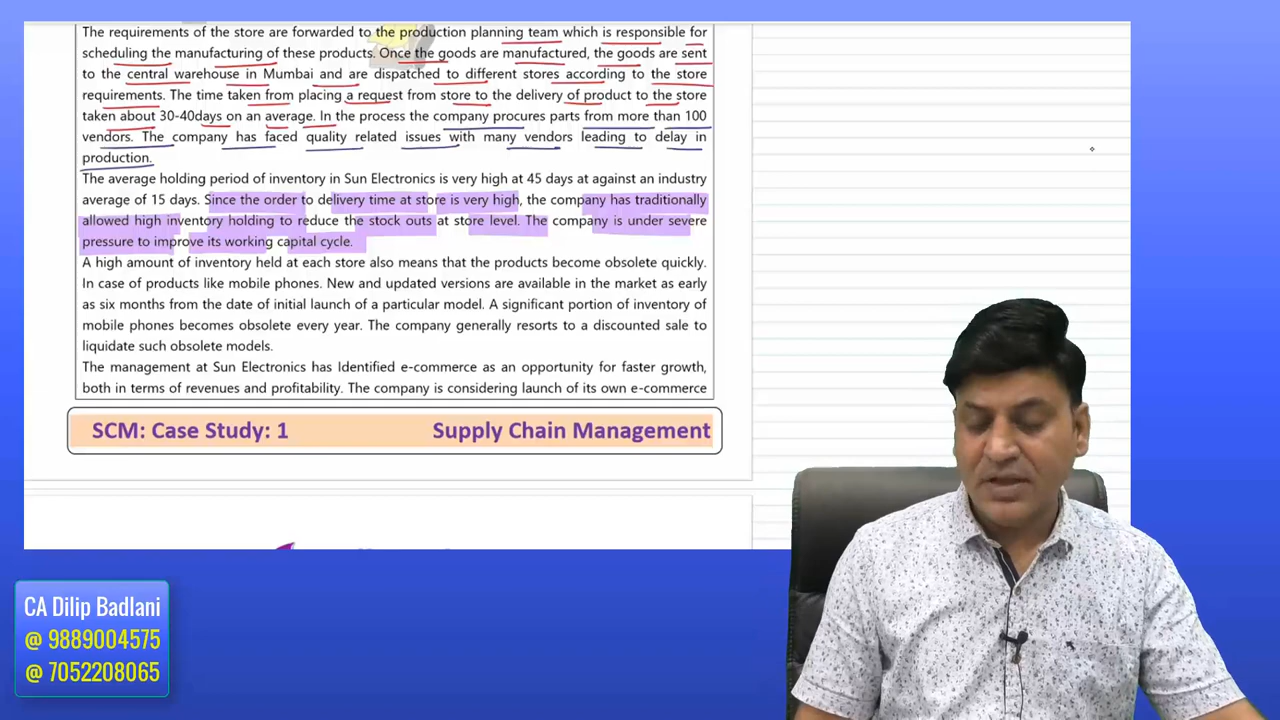 The requirements of the store are forwarded to the production planning team which is responsible for
scheduling the manufacturing of these products. Once the goods are manufactured, the goods are sent
to the central warehouse in Mumbai and are dispatched to different stores according to the store
requirements. The time taken from placing a request from store to the delivery of product to the store
taken about 30-40days on an average. In the process the company procures parts from more than 100
vendors. The company has faced quality related issues with many vendors leading to delay in
production.
The average holding period of inventory in Sun Electronics is very high at 45 days at against an industry
average of 15 days. Since the order to delivery time at store is very high, the company has traditionally
allowed high inventory holding to reduce the stock outs at store level. The company is under severe
pressure to improve its working capital cycle.
A high amount of inventory held at each store also means that the products become obsolete quickly.
In case of products like mobile phones. New and updated versions are available in the market as early
as six months from the date of initial launch of a particular model. A significant portion of inventory of
mobile phones becomes obsolete every year. The company generally resorts to a discounted sale to
liquidate such obsolete models.
The management at Sun Electronics has Identified e-commerce as an opportunity for faster growth,
both in terms of revenues and profitability. The company is considering launch of its own e-commerce
SCM: Case Study: 1 Supply Chain Management
CA Dilip Badlani
@ 9889004575
@ 7052208065